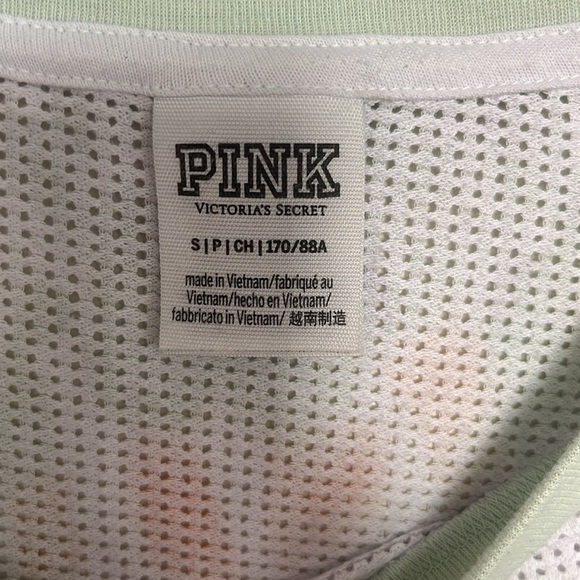 PINK
VICTORIA'S SECRET
S | P | CH | 170/88A
made in Vietnam/fabriqué au
Vietnam/hecho en Vietnam/
fabbricato in Vietnam/ 越南制造